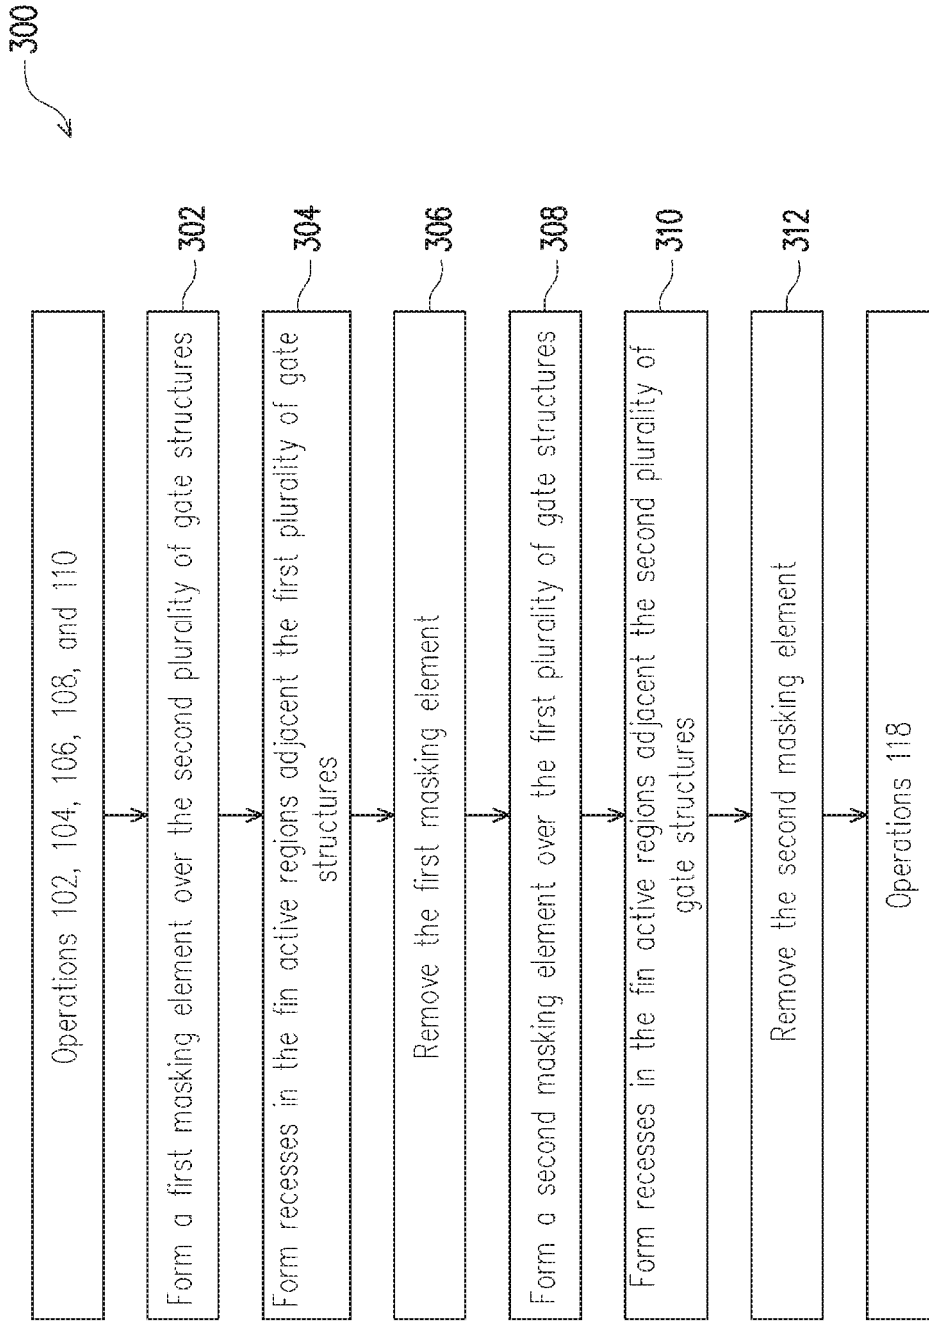 300
Operations 102, 104, 106, 108, and 110
Form a first masking element over the second plurality of gate structures
302
Form recesses in the fin active regions adjacent the first plurality of gate
structures
304
Remove the first masking element
306
Form a second masking element over the first plurality of gate structures
308
Form recesses in the fin active regions adjacent the second plurality of
gate structures
310
Remove the second masking element
312
Operations 118